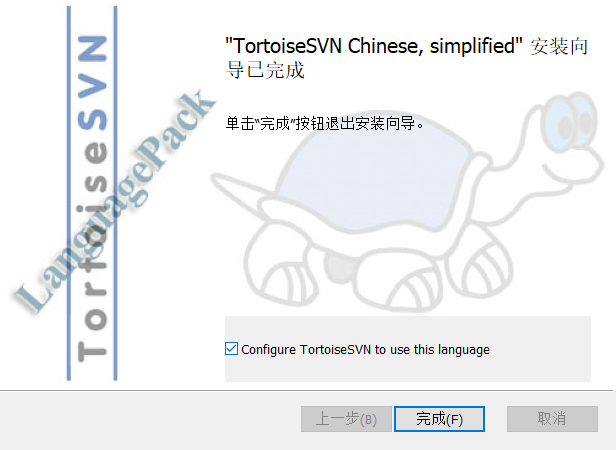 TortoiseSVN
LanguagePack
"TortoiseSVN Chinese, simplified" 安装向
导已完成
单击“完成”按钮退出安装向导。
Configure TortoiseSVN to use this language
上一步(B)
完成(F)
取消